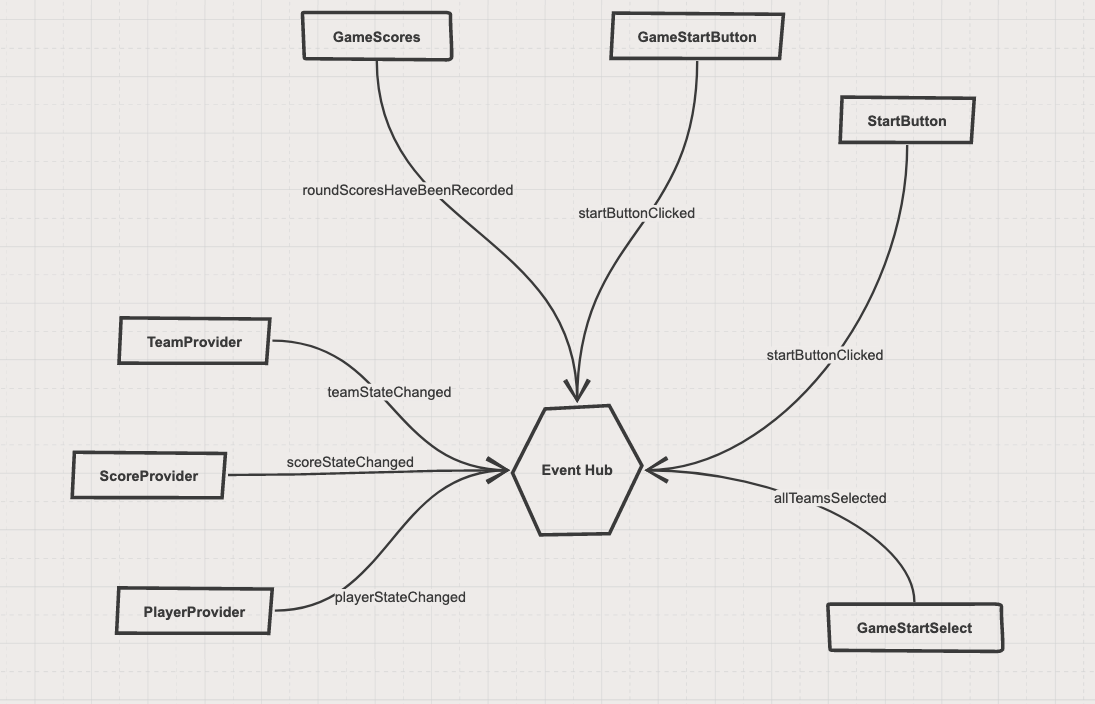 GameScores
GameStartButton
StartButton
roundScoresHaveBeenRecorded
startButtonClicked
TeamProvider
startButtonClicked
teamStateChanged
scoreStateChanged
ScoreProvider
Event Hub
allTeamsSelected
playerStateChanged
PlayerProvider
GameStartSelect